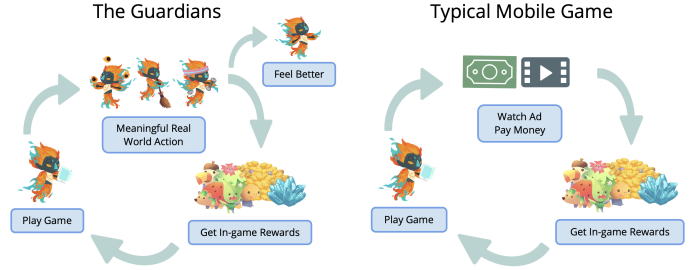 The Guardians
Typical Mobile Game
Feel Better
Meaningful Real
World Action
Watch Ad
Pay Money
Play Game
Get In-game Rewards
Play Game
Get In-game Rewards